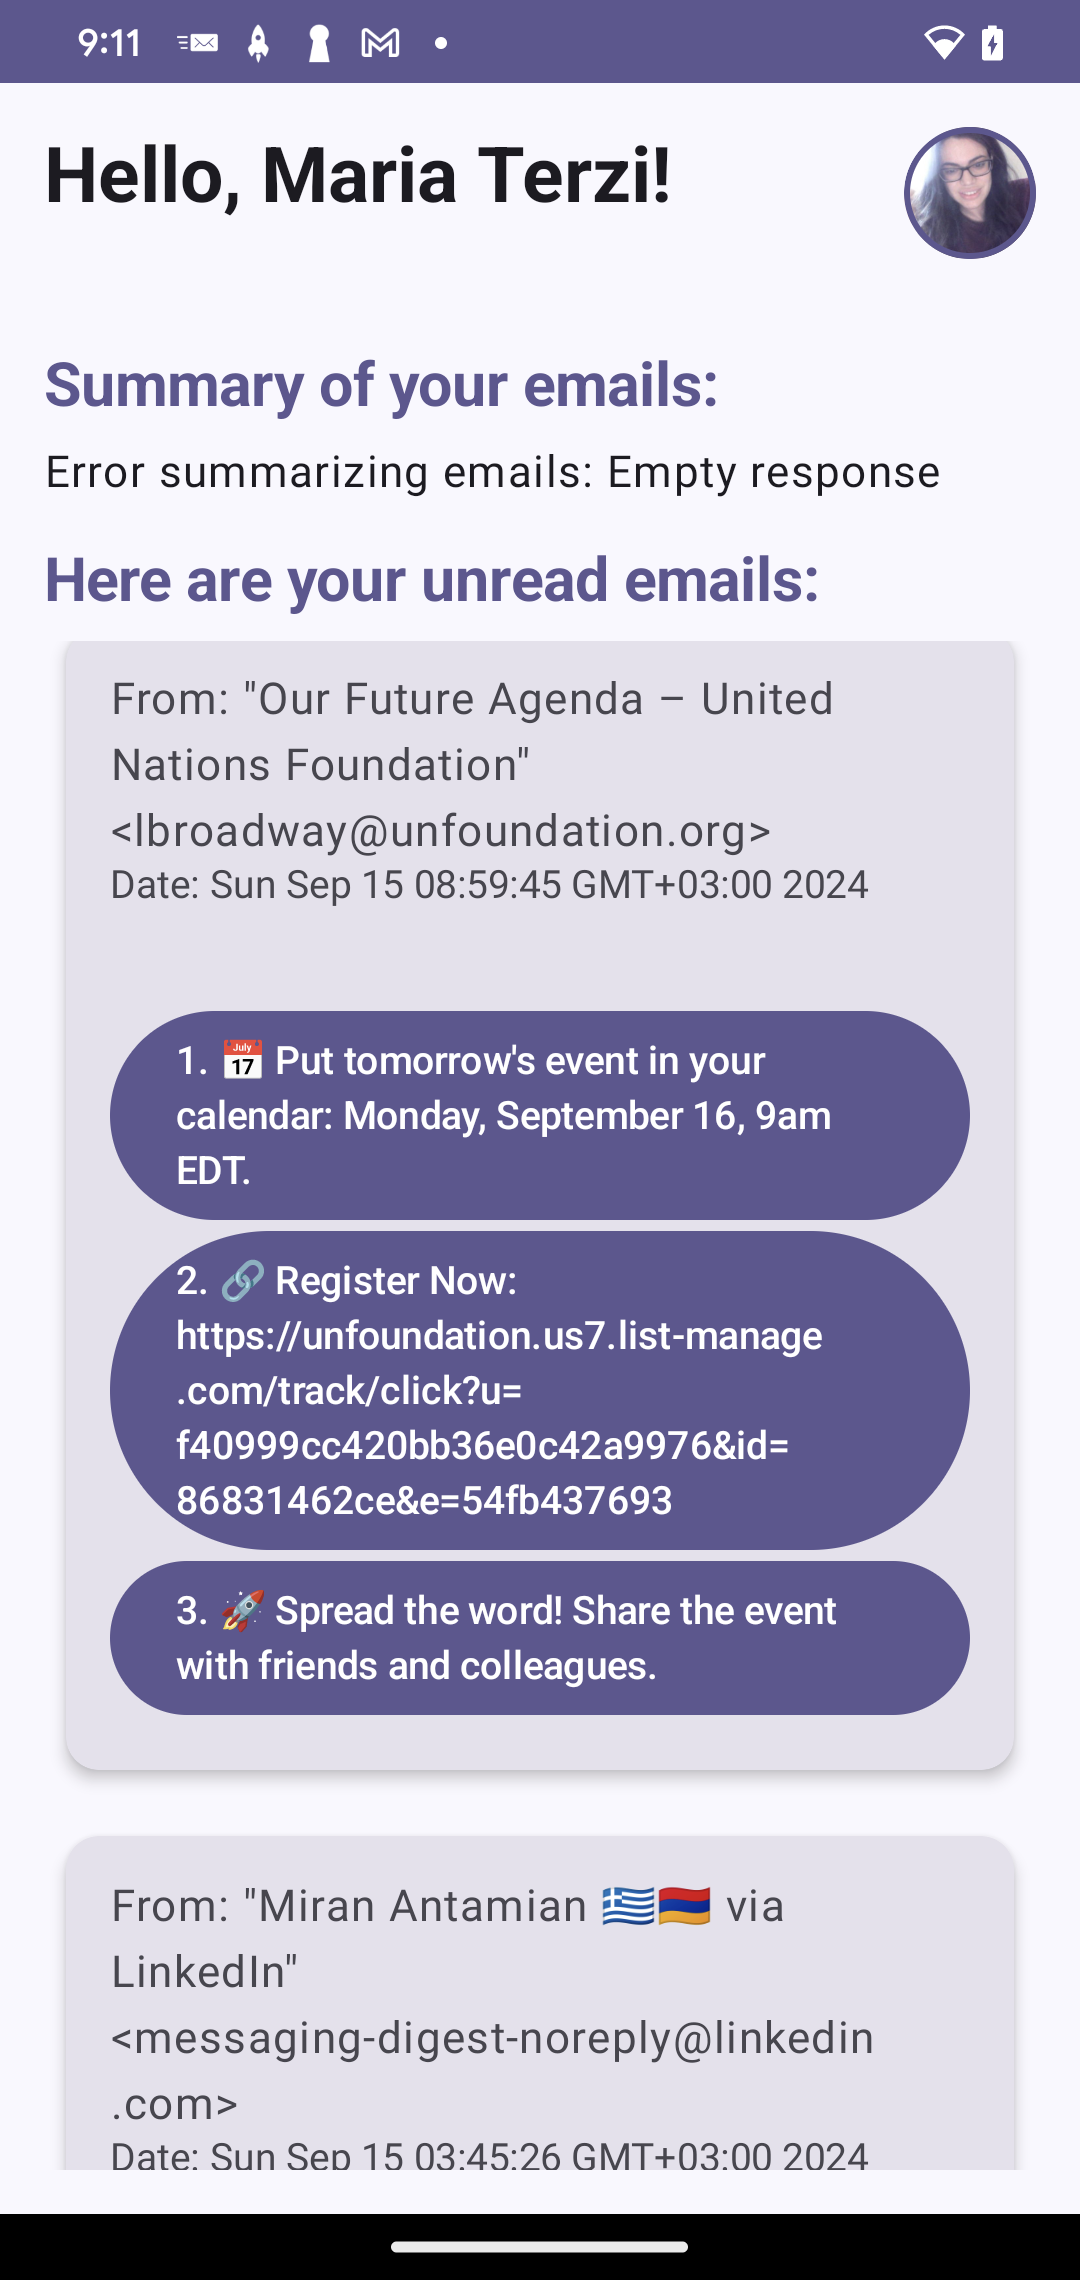 9:11
Hello, Maria Terzi!
Summary of your emails:
Error summarizing emails: Empty response
Here are your unread emails:
From: "Our Future Agenda – United
Nations Foundation"
<lbroadway@unfoundation.org>
Date: Sun Sep 15 08:59:45 GMT+03:00 2024
1. 📅 Put tomorrow's event in your
calendar: Monday, September 16, 9am
EDT.
2. 🔗 Register Now:
https://unfoundation.us7.list-manage
.com/track/click?u=
f40999cc420bb36e0c42a9976&id=
86831462ce&e=54fb437693
3. 🚀 Spread the word! Share the event
with friends and colleagues.
From: "Miran Antamian 🇬🇷🇦🇲 via
LinkedIn"
<messaging-digest-noreply@linkedin
.com>
Date: Sun Sep 15 03:45:26 GMT+03:00 2024